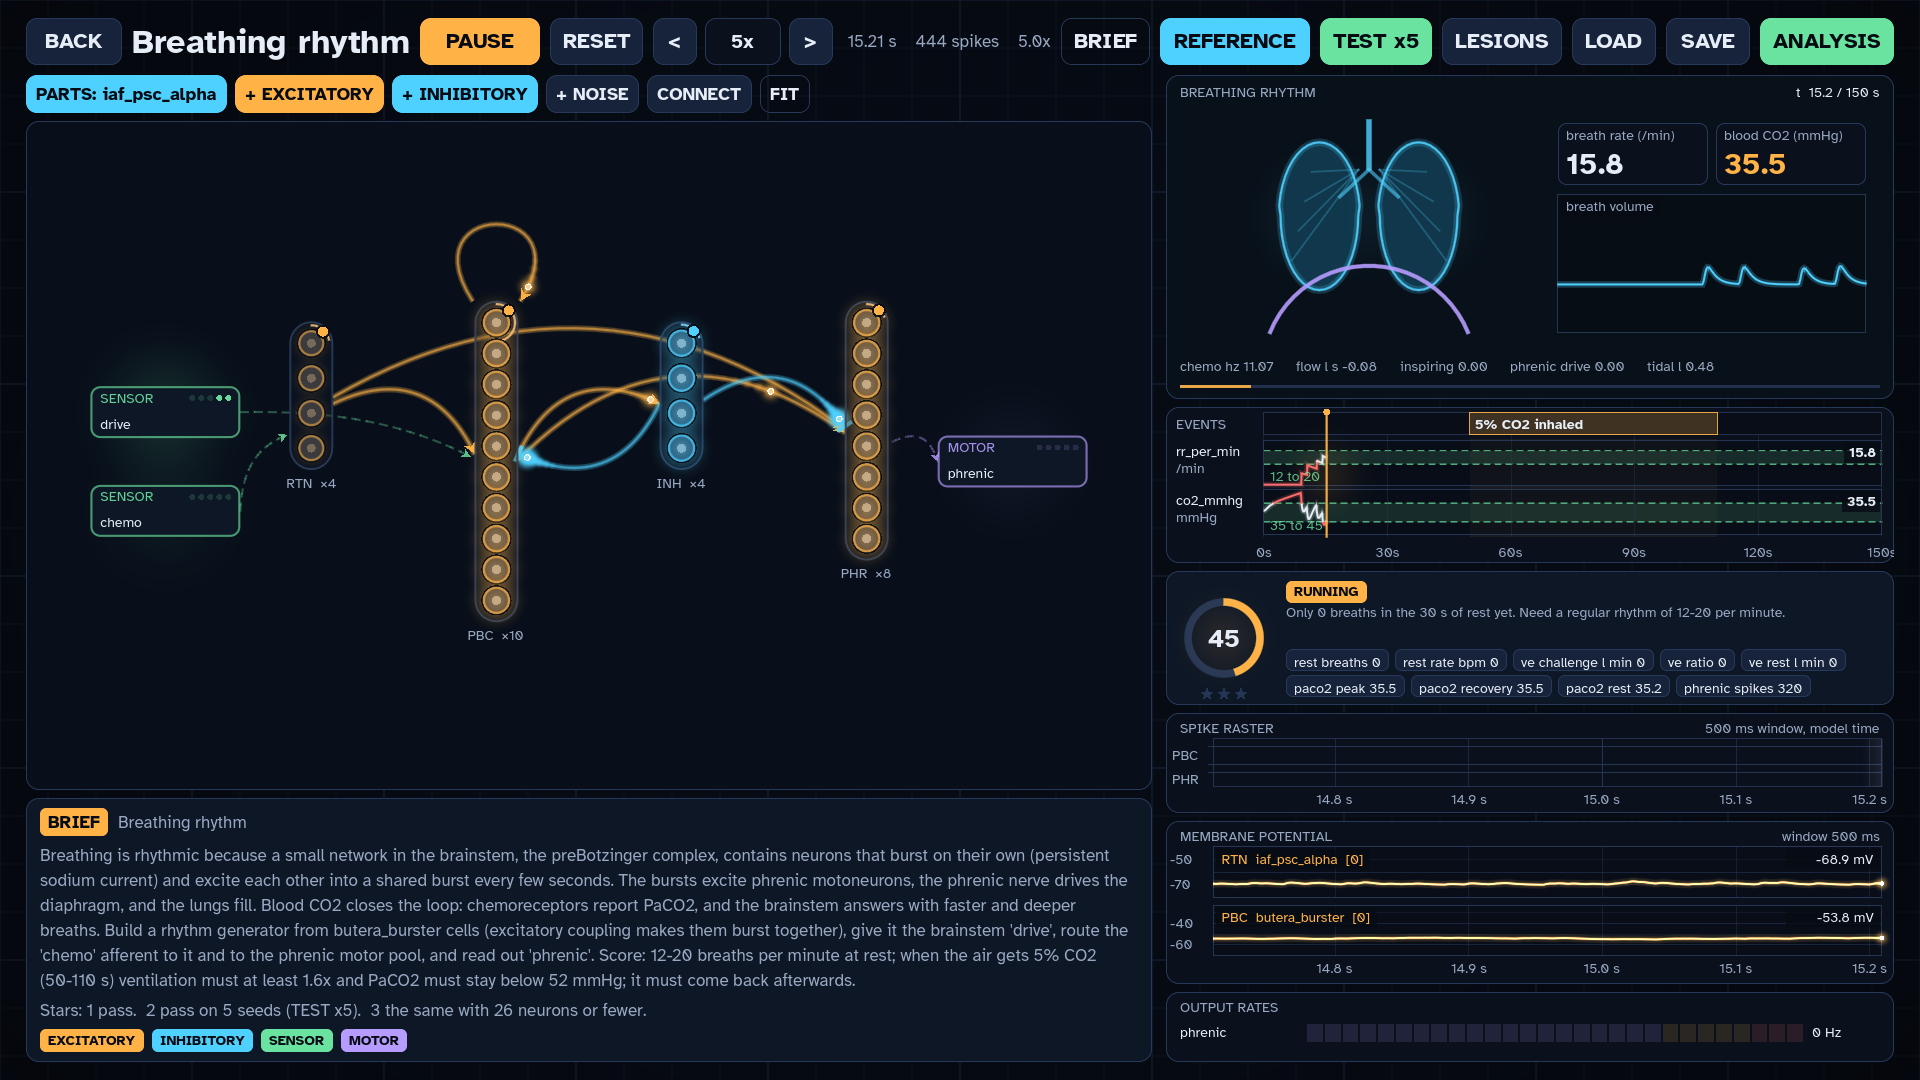 BACK Breathing rhythm PAUSE RESET < 5x > 15.21 s 444 spikes 5.0x BRIEF REFERENCE TEST x5 LESIONS LOAD SAVE ANALYSIS
PARTS: iaf_psc_alpha + EXCITATORY + INHIBITORY + NOISE CONNECT FIT
SENSOR
drive
SENSOR
chemo
RTN ×4
PBC ×10
INH ×4
PHR ×8
MOTOR
phrenic
BRIEF Breathing rhythm
Breathing is rhythmic because a small network in the brainstem, the preBotzinger complex, contains neurons that burst on their own (persistent
sodium current) and excite each other into a shared burst every few seconds. The bursts excite phrenic motoneurons, the phrenic nerve drives the
diaphragm, and the lungs fill. Blood CO2 closes the loop: chemoreceptors report PaCO2, and the brainstem answers with faster and deeper
breaths. Build a rhythm generator from butera_burster cells (excitatory coupling makes them burst together), give it the brainstem 'drive', route the
'chemo' afferent to it and to the phrenic motor pool, and read out 'phrenic'. Score: 12-20 breaths per minute at rest; when the air gets 5% CO2
(50-110 s) ventilation must at least 1.6x and PaCO2 must stay below 52 mmHg; it must come back afterwards.
Stars: 1 pass. 2 pass on 5 seeds (TEST x5). 3 the same with 26 neurons or fewer.
EXCITATORY INHIBITORY SENSOR MOTOR
BREATHING RHYTHM t 15.2 / 150 s
breath rate (/min)
15.8
blood CO2 (mmHg)
35.5
breath volume
chemo hz 11.07 flow l s -0.08 inspiring 0.00 phrenic drive 0.00 tidal l 0.48
EVENTS 5% CO2 inhaled
rr_per_min
/min
12 to 20
15.8
co2_mmhg
mmHg
35 to 45
35.5
0s 30s 60s 90s 120s 150s
45
RUNNING
Only 0 breaths in the 30 s of rest yet. Need a regular rhythm of 12-20 per minute.
rest breaths 0 rest rate bpm 0 ve challenge l min 0 ve ratio 0 ve rest l min 0
paco2 peak 35.5 paco2 recovery 35.5 paco2 rest 35.2 phrenic spikes 320
SPIKE RASTER 500 ms window, model time
PBC
PHR
14.8 s 14.9 s 15.0 s 15.1 s 15.2 s
MEMBRANE POTENTIAL window 500 ms
-50
-70
RTN iaf_psc_alpha [0] -68.9 mV
-40
-60
PBC butera_burster [0] -53.8 mV
14.8 s 14.9 s 15.0 s 15.1 s 15.2 s
OUTPUT RATES
phrenic 0 Hz